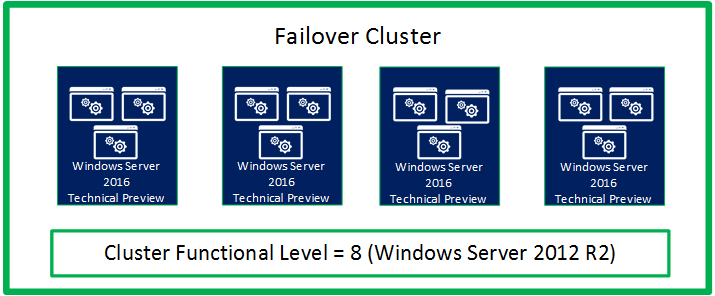 Failover Cluster
Windows Server
2016
Technical Preview
Windows Server
2016
Technical Preview
Windows Server
2016
Technical Preview
Windows Server
2016
Technical Preview
Cluster Functional Level = 8 (Windows Server 2012 R2)